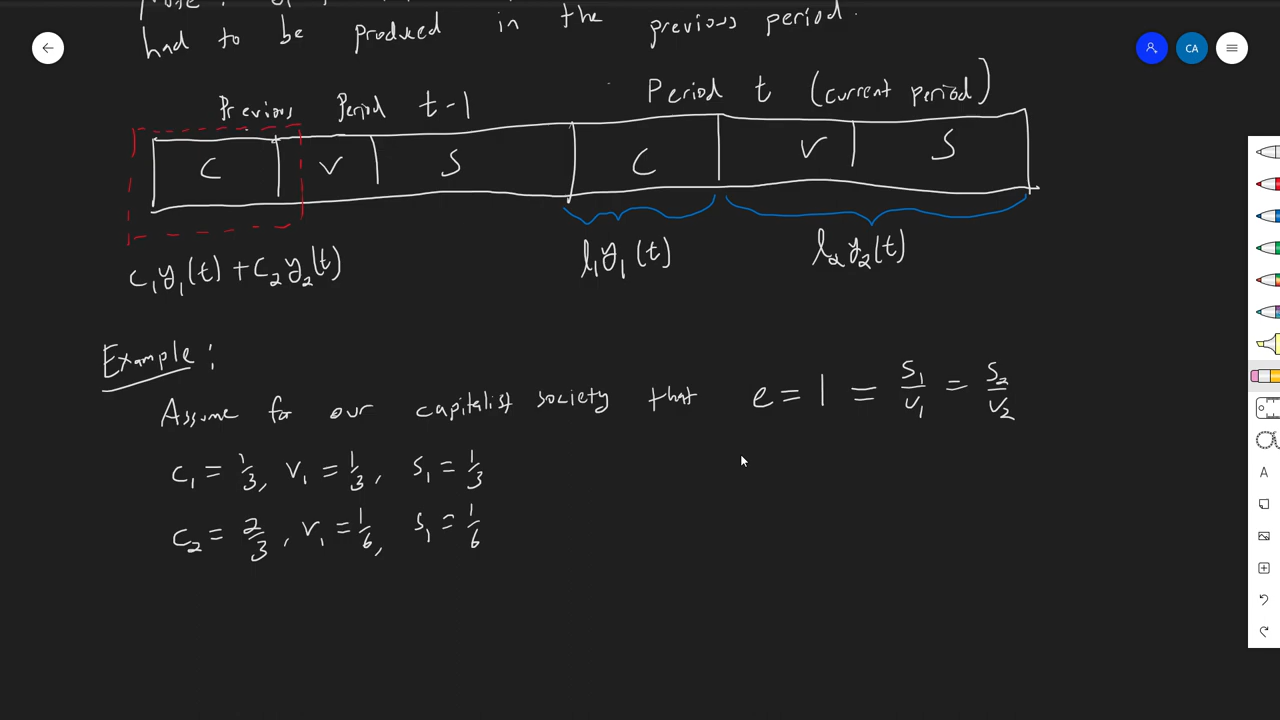 had to be produced in the previous period.
Previous Period t-1
Period t (current period)
C V S C V S
c₁y₁(t) + c₂y₂(t)
l₁y₁(t)
l₂y₂(t)
Example:
Assume for our capitalist society that e = 1 = s₁/v₁ = s₂/v₂
c₁ = 1/3, v₁ = 1/3, s₁ = 1/3
c₂ = 2/3, v₁ = 1/6, s₁ = 1/6
CA
A